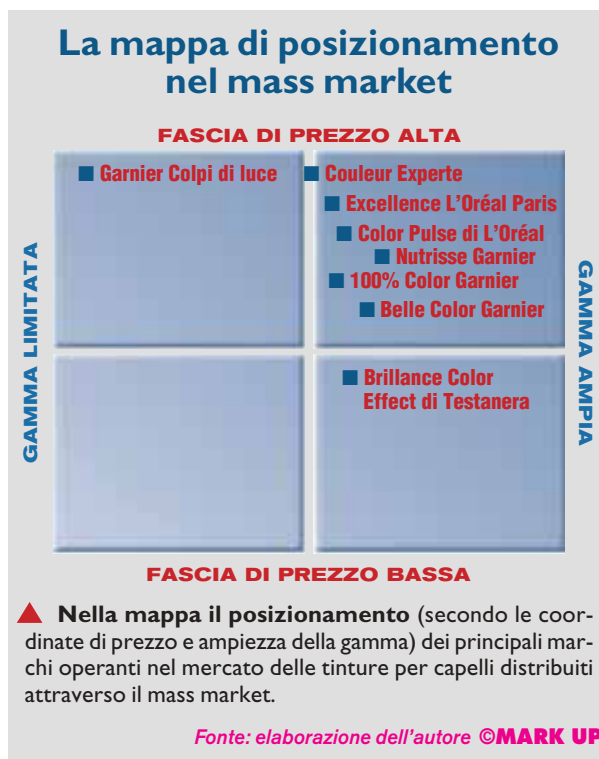 La mappa di posizionamento
nel mass market
FASCIA DI PREZZO ALTA
GAMMA LIMITATA
■ Garnier Colpi di luce
■ Couleur Experte
■ Excellence L'Oréal Paris
■ Color Pulse di L'Oréal
■ Nutrisse Garnier
■ 100% Color Garnier
■ Belle Color Garnier
■ Brillance Color
Effect di Testanera
GAMMA AMPIA
FASCIA DI PREZZO BASSA
▲ Nella mappa il posizionamento (secondo le coor-
dinate di prezzo e ampiezza della gamma) dei principali mar-
chi operanti nel mercato delle tinture per capelli distribuiti
attraverso il mass market.
Fonte: elaborazione dell'autore ©MARK UP